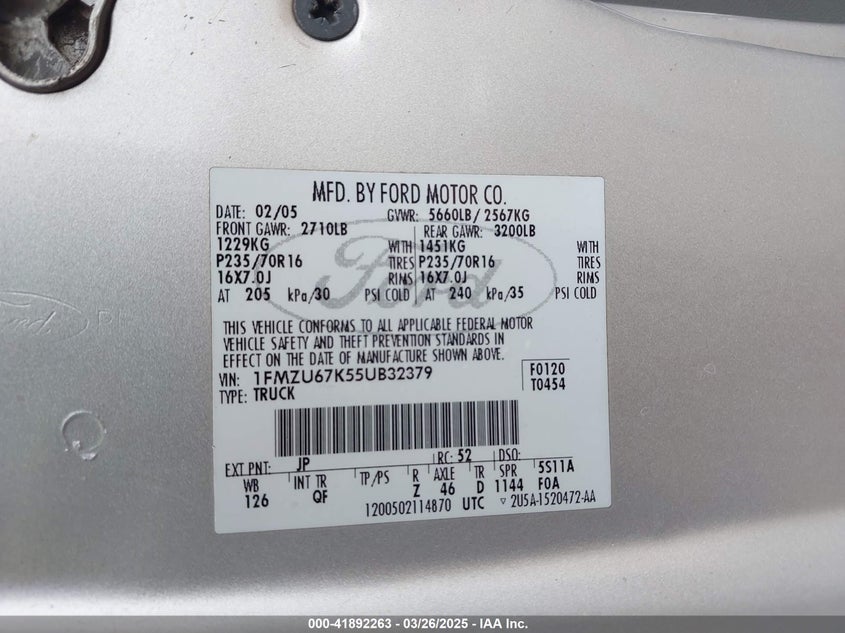 MFD. BY FORD MOTOR CO.
DATE: 02/05 GVWR: 5660LB/2567KG
FRONT GAWR: 2710LB REAR GAWR: 3200LB
1229KG WITH 1451KG WITH
P235/70R16 TIRES P235/70R16 TIRES
16X7.0J RIMS 16X7.0J RIMS
AT 205 kPa/30 PSI COLD AT 240 kPa/35 PSI COLD
Ford
THIS VEHICLE CONFORMS TO ALL APPLICABLE FEDERAL MOTOR
VEHICLE SAFETY AND THEFT PREVENTION STANDARDS IN
EFFECT ON THE DATE OF MANUFACTURE SHOWN ABOVE.
VIN: 1FMZU67K55UB32379 F0120
TYPE: TRUCK T0454
EXT PNT: JP RC: 52 DSO:
WB INT TR TP/PS R AXLE TR SPR 5S11A
126 QF Z 46 D 1144 F0A
1200502114870 UTC ▿2U5A-1520472-AA
Ford
000-41892263 - 03/26/2025 - IAA Inc.